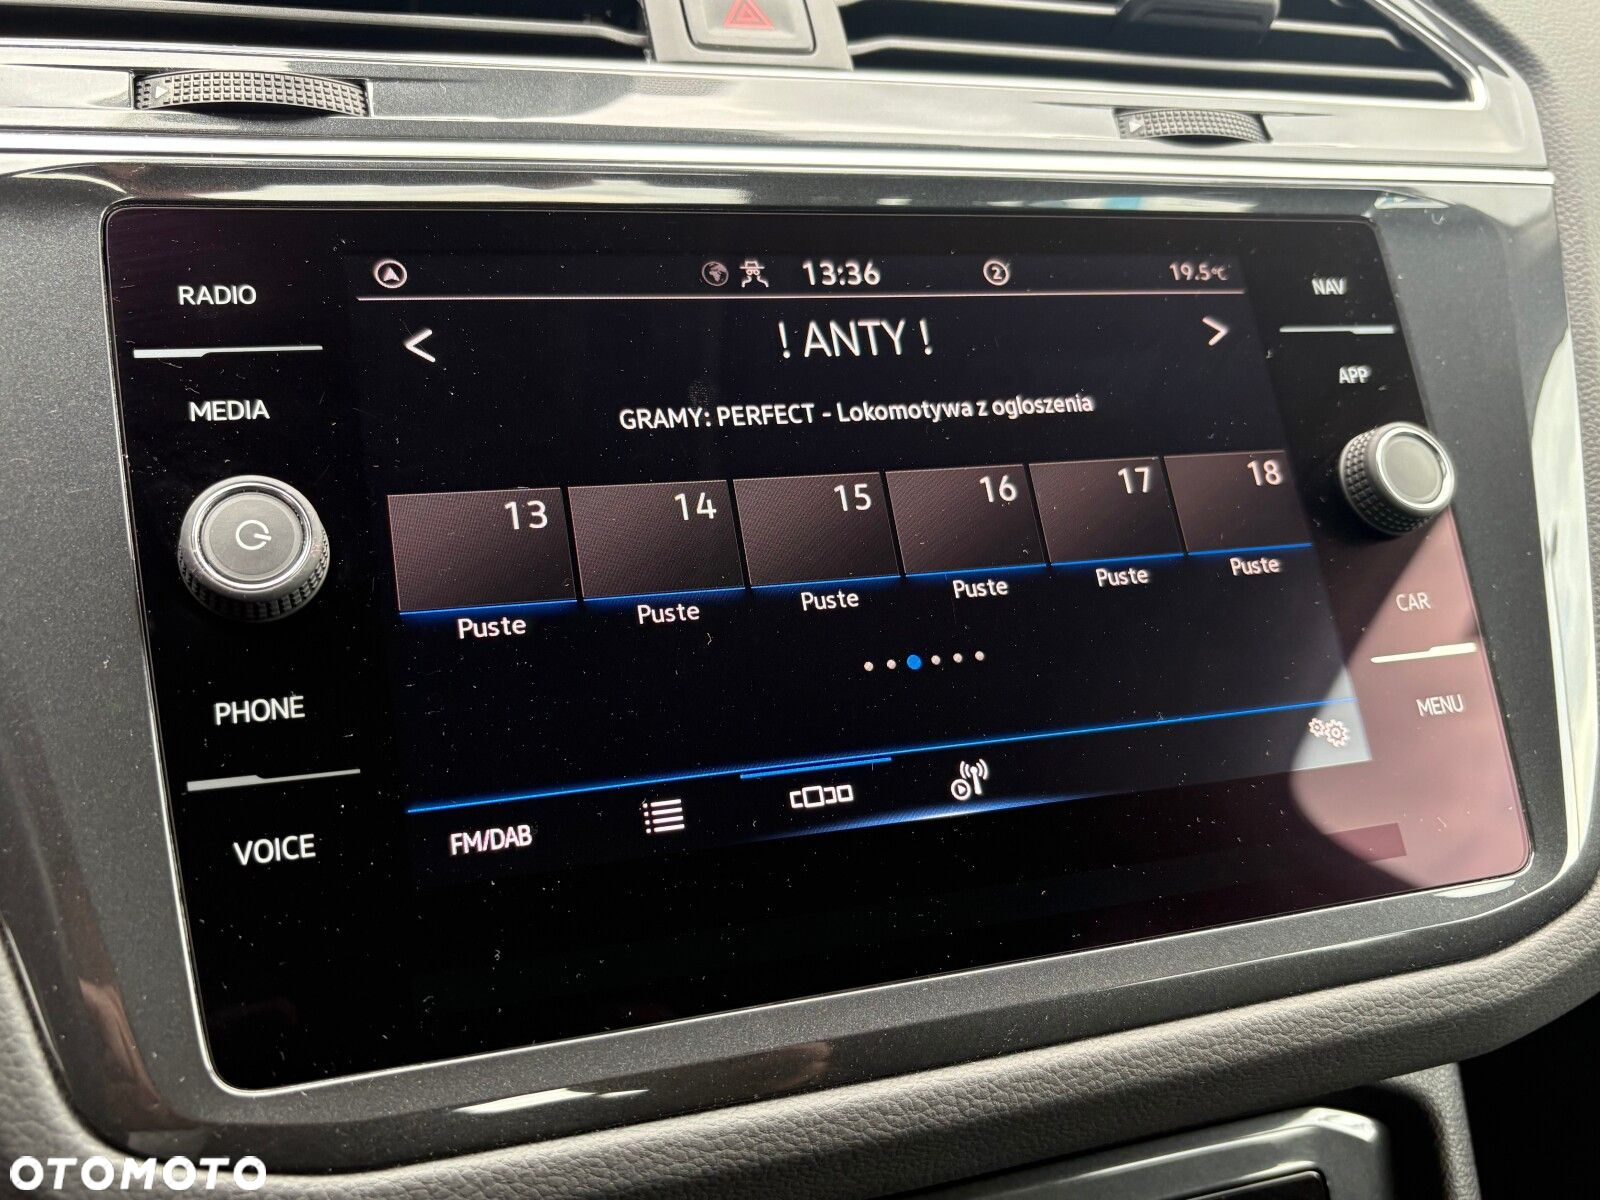 RADIO
MEDIA
PHONE
VOICE
13:36
2
19.5°C
< ! ANTY ! >
GRAMY: PERFECT - Lokomotywa z ogloszenia
13 14 15 16 17 18
Puste Puste Puste Puste Puste Puste
FM/DAB
NAV
APP
CAR
MENU
OTOMOTO